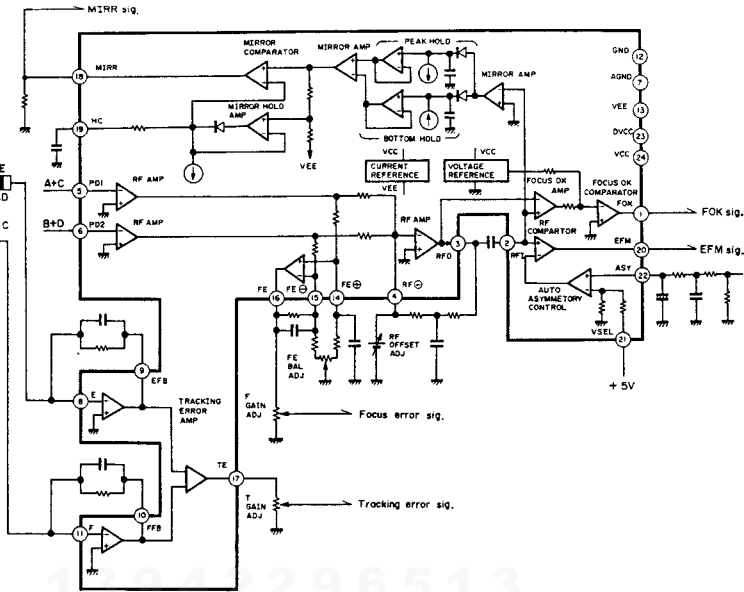 MIRR sig.
MIRROR
COMPARATOR
MIRROR AMP
PEAK HOLD
GND
12
18
MIRR
MIRROR AMP
AGND
7
19
HC
MIRROR HOLD
AMP
BOTTOM HOLD
VEE
13
DVCC
23
VCC
24
VEE
VCC
CURRENT
REFERENCE
VEE
VCC
VOLTAGE
REFERENCE
FOCUS OK
AMP
FOCUS OK
COMPARATOR
E
D
C
A+C
5
PD1
RF AMP
B+D
6
PD2
RF AMP
RF AMP
RFO
3
2
RFI
RF
COMPARTOR
FOK
1
FOK sig.
EFM
20
EFM sig.
ASY
22
AUTO
ASYMMETORY
CONTROL
VSEL
21
+ 5V
FE
16
FE ⊖
15
FE ⊕
14
RF ⊖
4
FE
BAL
ADJ
RF
OFFSET
ADJ
9
EFB
8
E
TRACKING
ERROR
AMP
F
GAIN
ADJ
Focus error sig.
TE
17
T
GAIN
ADJ
Tracking error sig.
10
FFB
11
F
13942296513